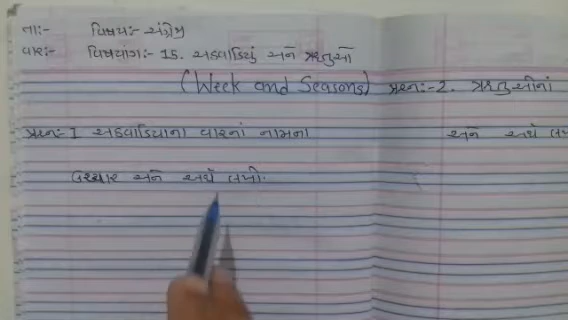 તા:- વિષય:- અંગ્રેજી
વાર:- વિષયાંગ:- 15. અઠવાડિયું અને ઋતુઓ
(Week and Seasons)
પ્રશ્ન:-1 અઠવાડિયાના વારનાં નામના
ઉચ્ચાર અને અર્થ લખો.
પ્રશ્ન:-2. ઋતુઓનાં
અને અર્થ લખ